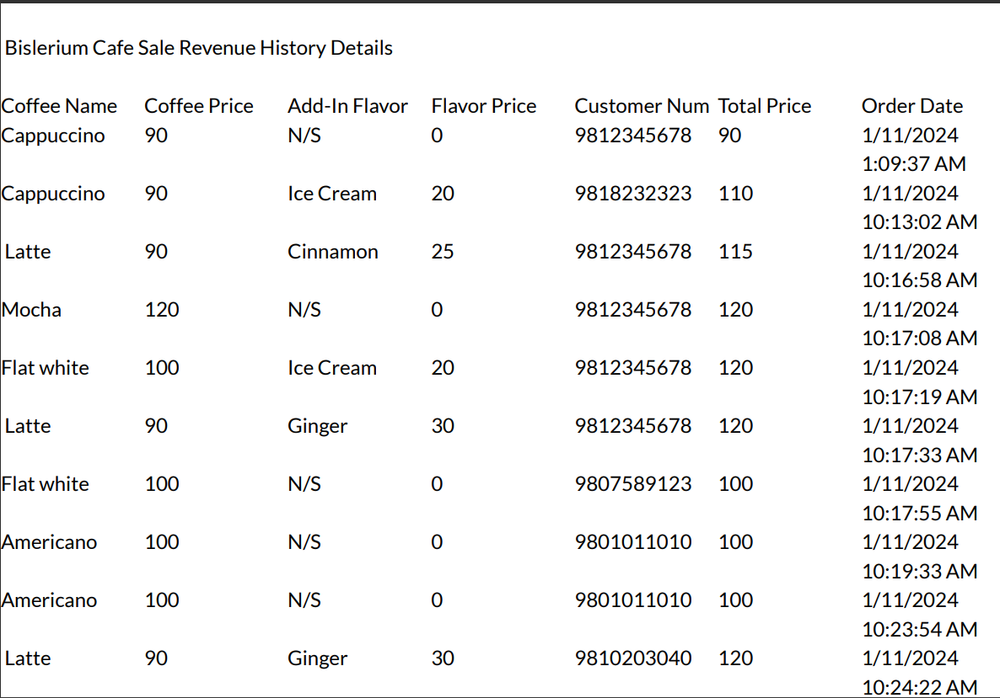 Bislerium Cafe Sale Revenue History Details
Coffee Name Coffee Price Add-In Flavor Flavor Price Customer Num Total Price Order Date
Cappuccino 90 N/S 0 9812345678 90 1/11/2024
1:09:37 AM
Cappuccino 90 Ice Cream 20 9818232323 110 1/11/2024
10:13:02 AM
Latte 90 Cinnamon 25 9812345678 115 1/11/2024
10:16:58 AM
Mocha 120 N/S 0 9812345678 120 1/11/2024
10:17:08 AM
Flat white 100 Ice Cream 20 9812345678 120 1/11/2024
10:17:19 AM
Latte 90 Ginger 30 9812345678 120 1/11/2024
10:17:33 AM
Flat white 100 N/S 0 9807589123 100 1/11/2024
10:17:55 AM
Americano 100 N/S 0 9801011010 100 1/11/2024
10:19:33 AM
Americano 100 N/S 0 9801011010 100 1/11/2024
10:23:54 AM
Latte 90 Ginger 30 9810203040 120 1/11/2024
10:24:22 AM